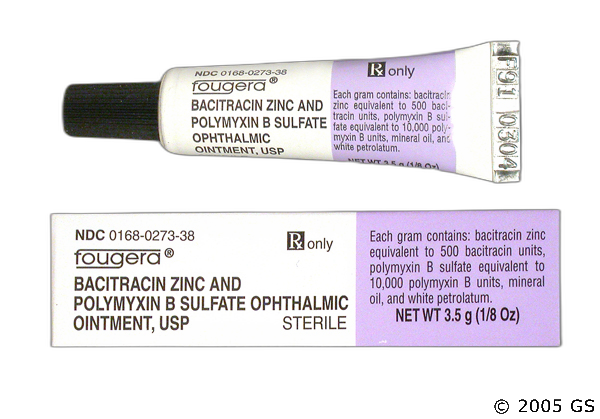 NDC 0168-0273-38
fougera®
BACITRACIN ZINC AND
POLYMYXIN B SULFATE
OPHTHALMIC
OINTMENT, USP
Rx only
Each gram contains: bacitracin
zinc equivalent to 500 baci-
tracin units, polymyxin B sul-
fate equivalent to 10,000 poly-
myxin B units, mineral oil, and
white petrolatum.
NET WT 3.5 g (1/8 Oz)
F91 0304
NDC 0168-0273-38
fougera®
BACITRACIN ZINC AND
POLYMYXIN B SULFATE OPHTHALMIC
OINTMENT, USP STERILE
Rx only
Each gram contains: bacitracin zinc
equivalent to 500 bacitracin units,
polymyxin B sulfate equivalent to
10,000 polymyxin B units, mineral
oil, and white petrolatum.
NET WT 3.5 g (1/8 Oz)
© 2005 GS